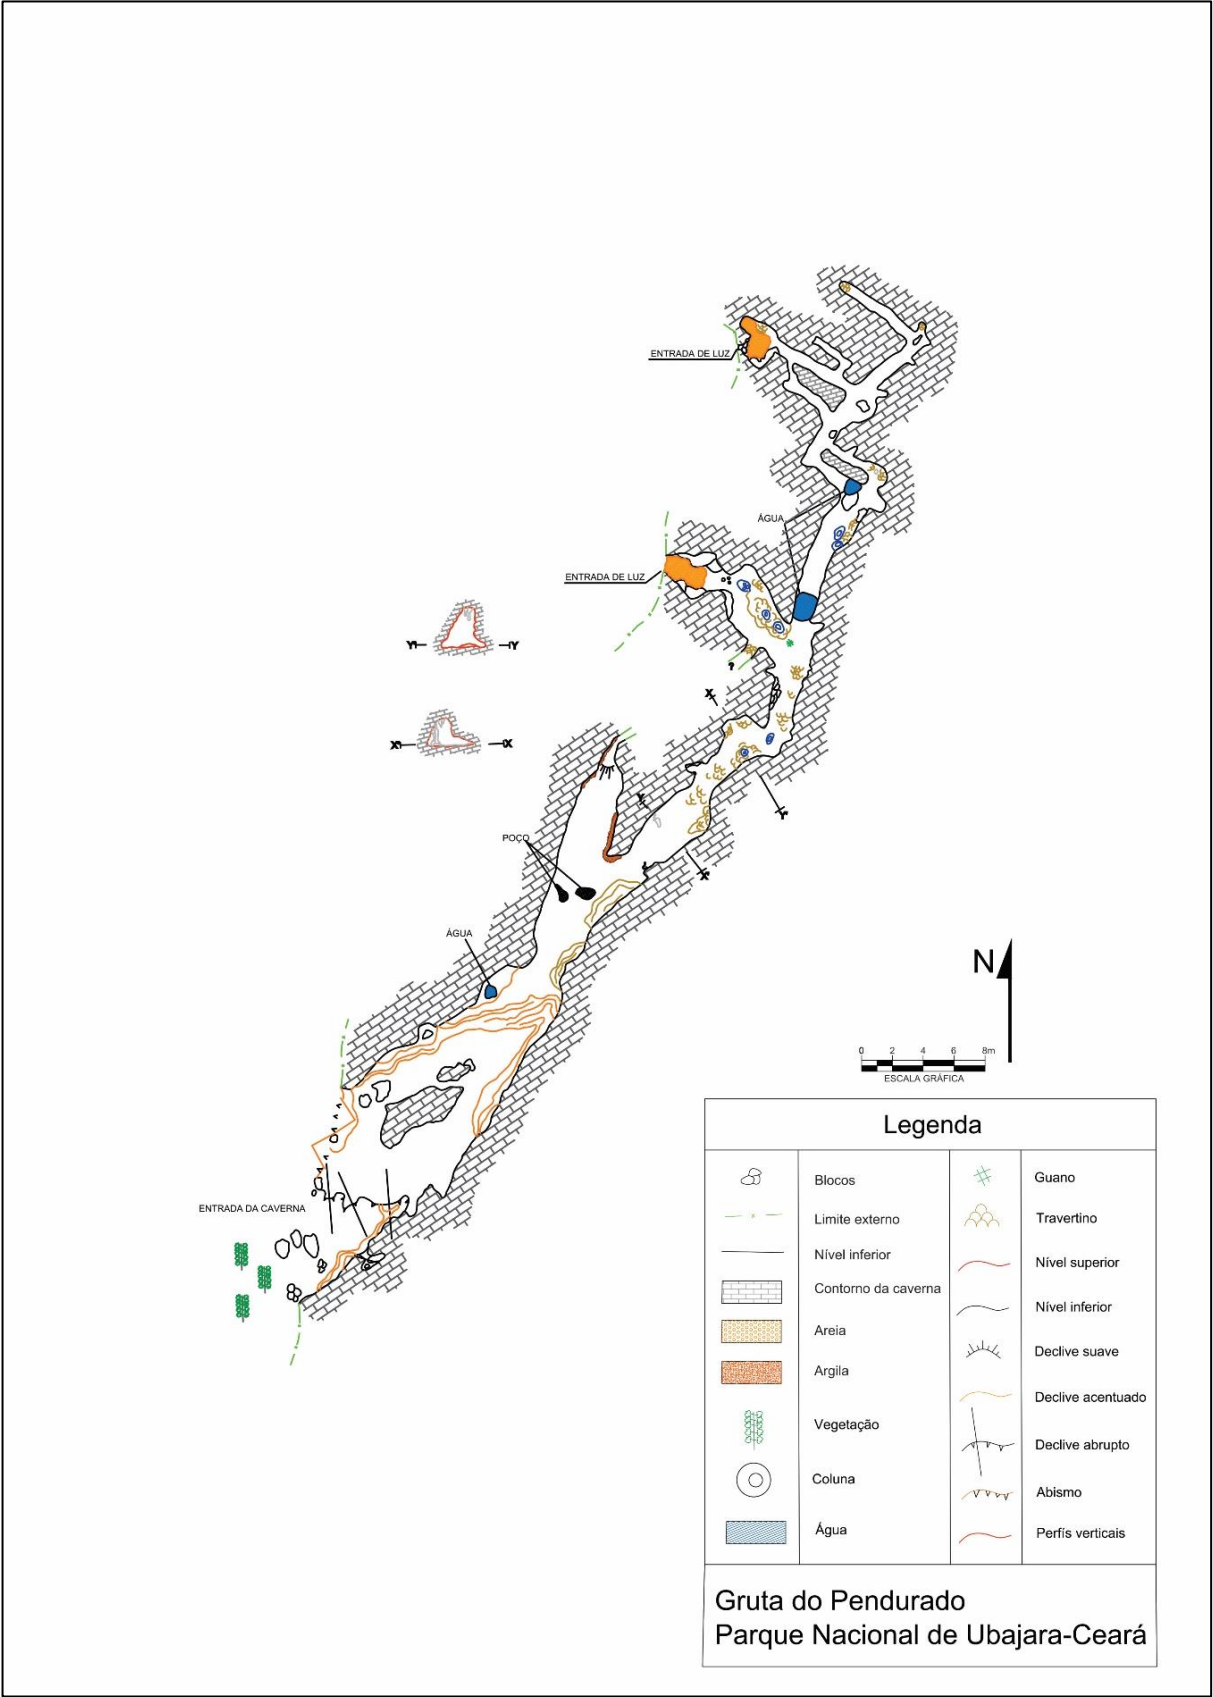 ENTRADA DE LUZ
ÁGUA
ENTRADA DE LUZ
Y' Y
?
X
X' X
Y
Y'
POÇO
X'
ÁGUA
N
0 2 4 6 8m
ESCALA GRÁFICA
ENTRADA DA CAVERNA
Legenda
Blocos
Limite externo
Nível inferior
Contorno da caverna
Areia
Argila
Vegetação
Coluna
Água
Guano
Travertino
Nível superior
Nível inferior
Declive suave
Declive acentuado
Declive abrupto
Abismo
Perfís verticais
Gruta do Pendurado
Parque Nacional de Ubajara-Ceará